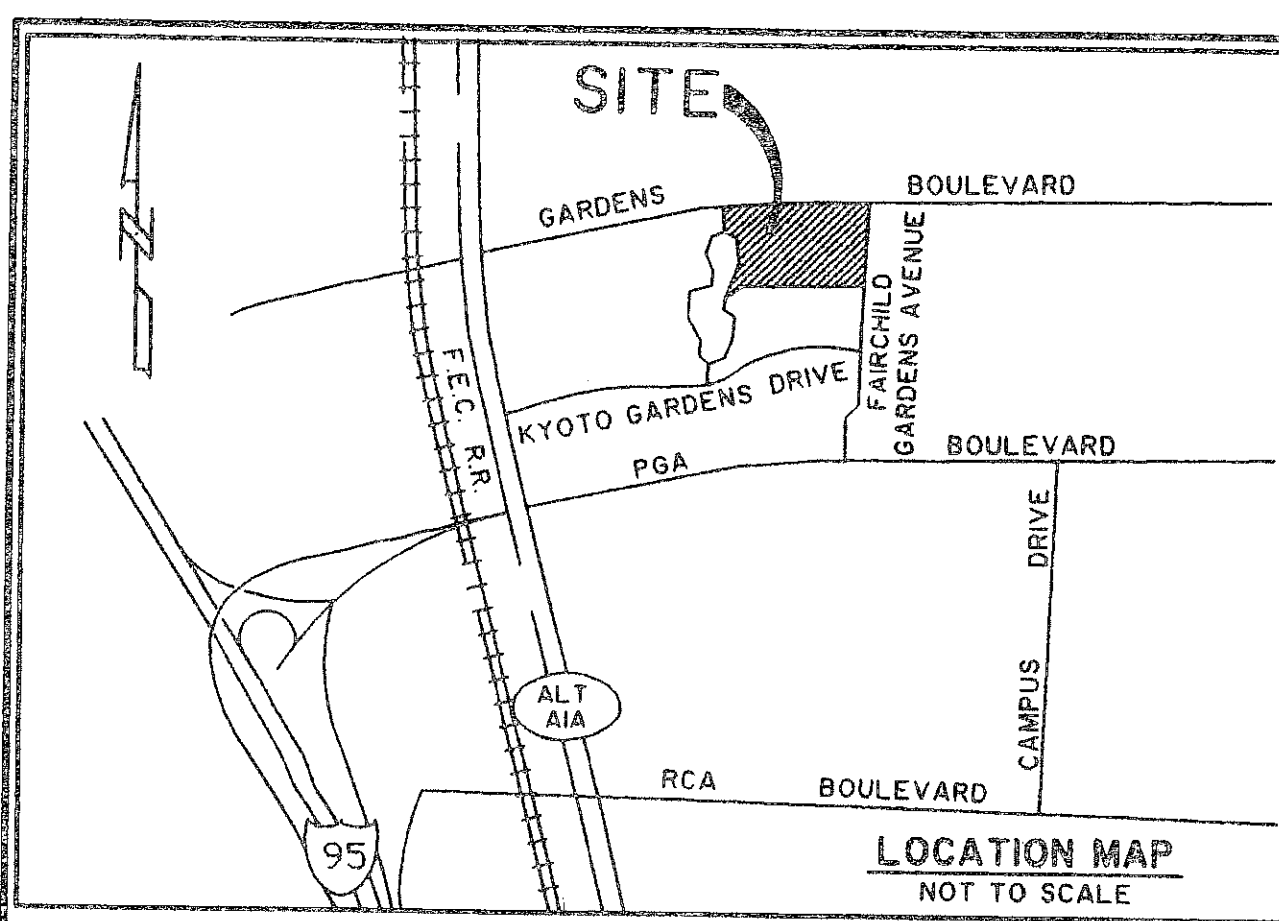 SITE
BOULEVARD
GARDENS
N
FAIRCHILD
GARDENS AVENUE
F.E.C. R.R.
KYOTO GARDENS DRIVE
BOULEVARD
PGA
DRIVE
CAMPUS
ALT
A1A
RCA BOULEVARD
95
LOCATION MAP
NOT TO SCALE